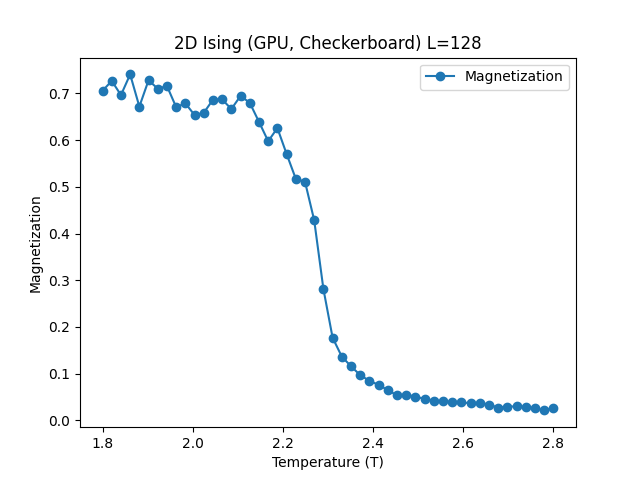 2D Ising (GPU, Checkerboard) L=128
Magnetization
Magnetization
0.7
0.6
0.5
0.4
0.3
0.2
0.1
0.0
1.8 2.0 2.2 2.4 2.6 2.8
Temperature (T)